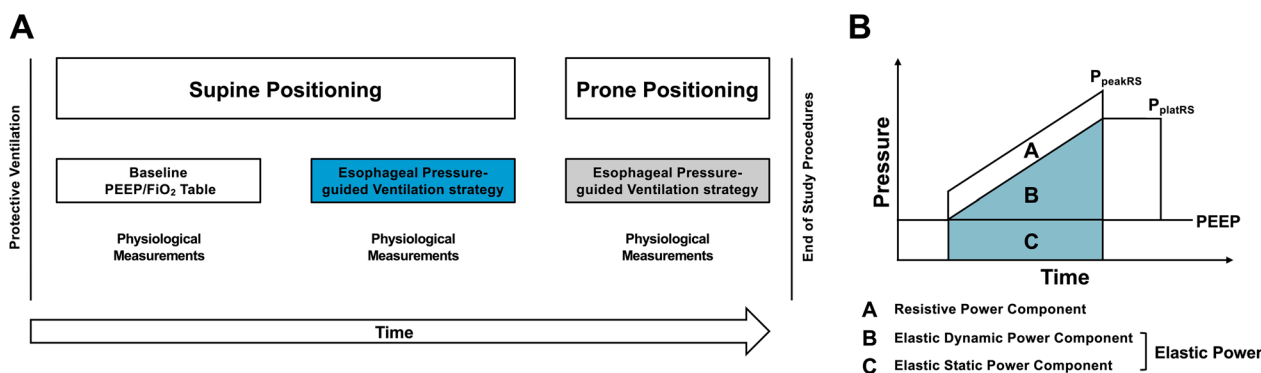 A
Protective Ventilation
Supine Positioning
Prone Positioning
Baseline
PEEP/FiO₂ Table
Esophageal Pressure-
guided Ventilation strategy
Esophageal Pressure-
guided Ventilation strategy
Physiological
Measurements
Physiological
Measurements
Physiological
Measurements
Time
End of Study Procedures
B
Pressure
PpeakRS
PplatRS
A
B
C
PEEP
Time
A Resistive Power Component
B Elastic Dynamic Power Component
C Elastic Static Power Component
Elastic Power